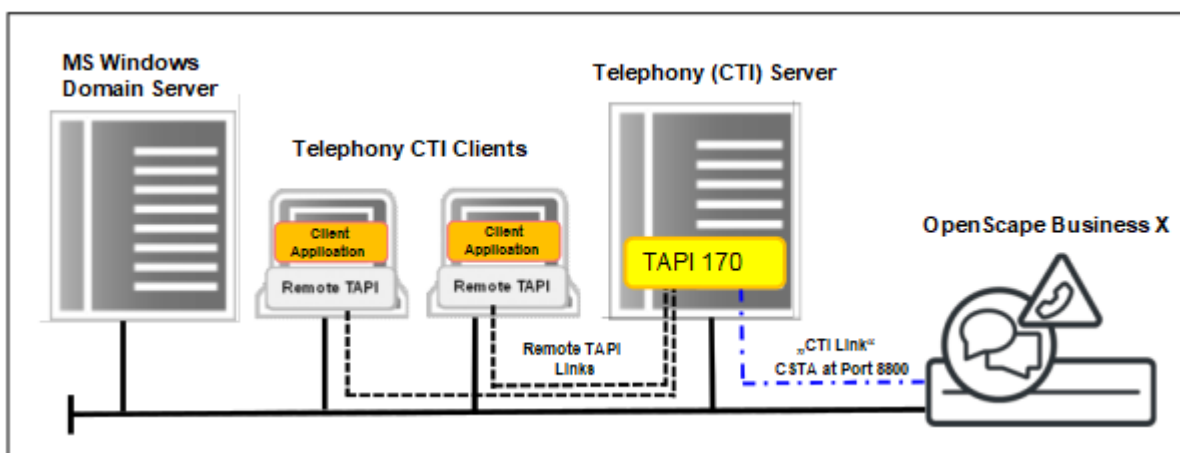 MS Windows
Domain Server
Telephony (CTI) Server
Telephony CTI Clients
Client
Application
Remote TAPI
Client
Application
Remote TAPI
TAPI 170
OpenScape Business X
Remote TAPI
Links
„CTI Link“
CSTA at Port 8800